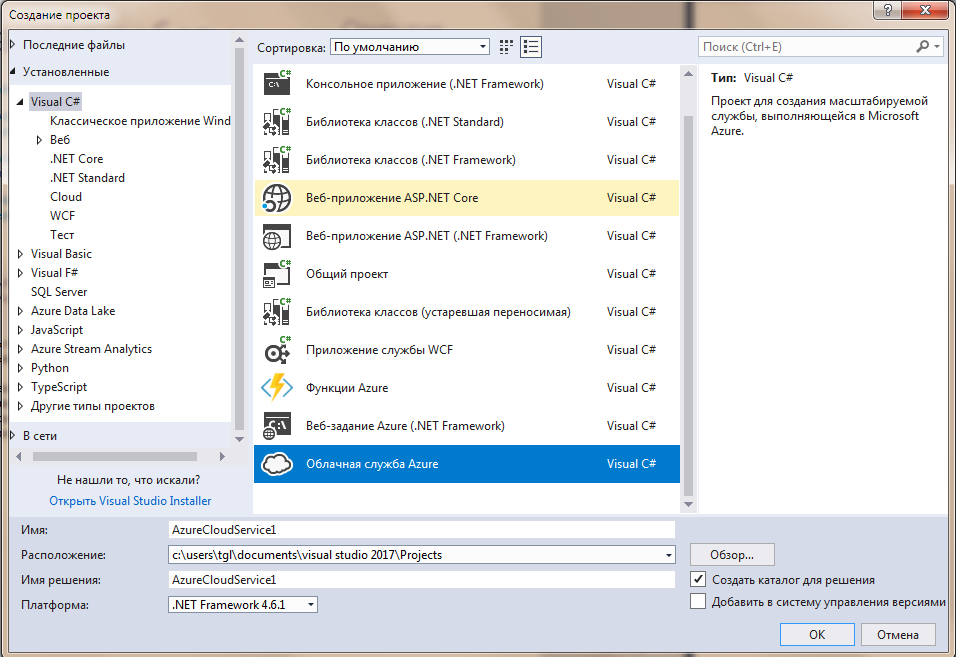 Создание проекта
Последние файлы
Установленные
Visual C#
Классическое приложение Wind
Веб
.NET Core
.NET Standard
Cloud
WCF
Тест
Visual Basic
Visual F#
SQL Server
Azure Data Lake
JavaScript
Azure Stream Analytics
Python
TypeScript
Другие типы проектов
В сети
Не нашли то, что искали?
Открыть Visual Studio Installer
Сортировка: По умолчанию
Консольное приложение (.NET Framework) Visual C#
Библиотека классов (.NET Standard) Visual C#
Библиотека классов (.NET Framework) Visual C#
Веб-приложение ASP.NET Core Visual C#
Веб-приложение ASP.NET (.NET Framework) Visual C#
Общий проект Visual C#
Библиотека классов (устаревшая переносимая) Visual C#
Приложение службы WCF Visual C#
Функции Azure Visual C#
Веб-задание Azure (.NET Framework) Visual C#
Облачная служба Azure Visual C#
Поиск (Ctrl+E)
Тип: Visual C#
Проект для создания масштабируемой
службы, выполняющейся в Microsoft
Azure.
Имя: AzureCloudService1
Расположение: c:\users\tgl\documents\visual studio 2017\Projects
Обзор...
Имя решения: AzureCloudService1
Создать каталог для решения
Платформа: .NET Framework 4.6.1
Добавить в систему управления версиями
ОК
Отмена